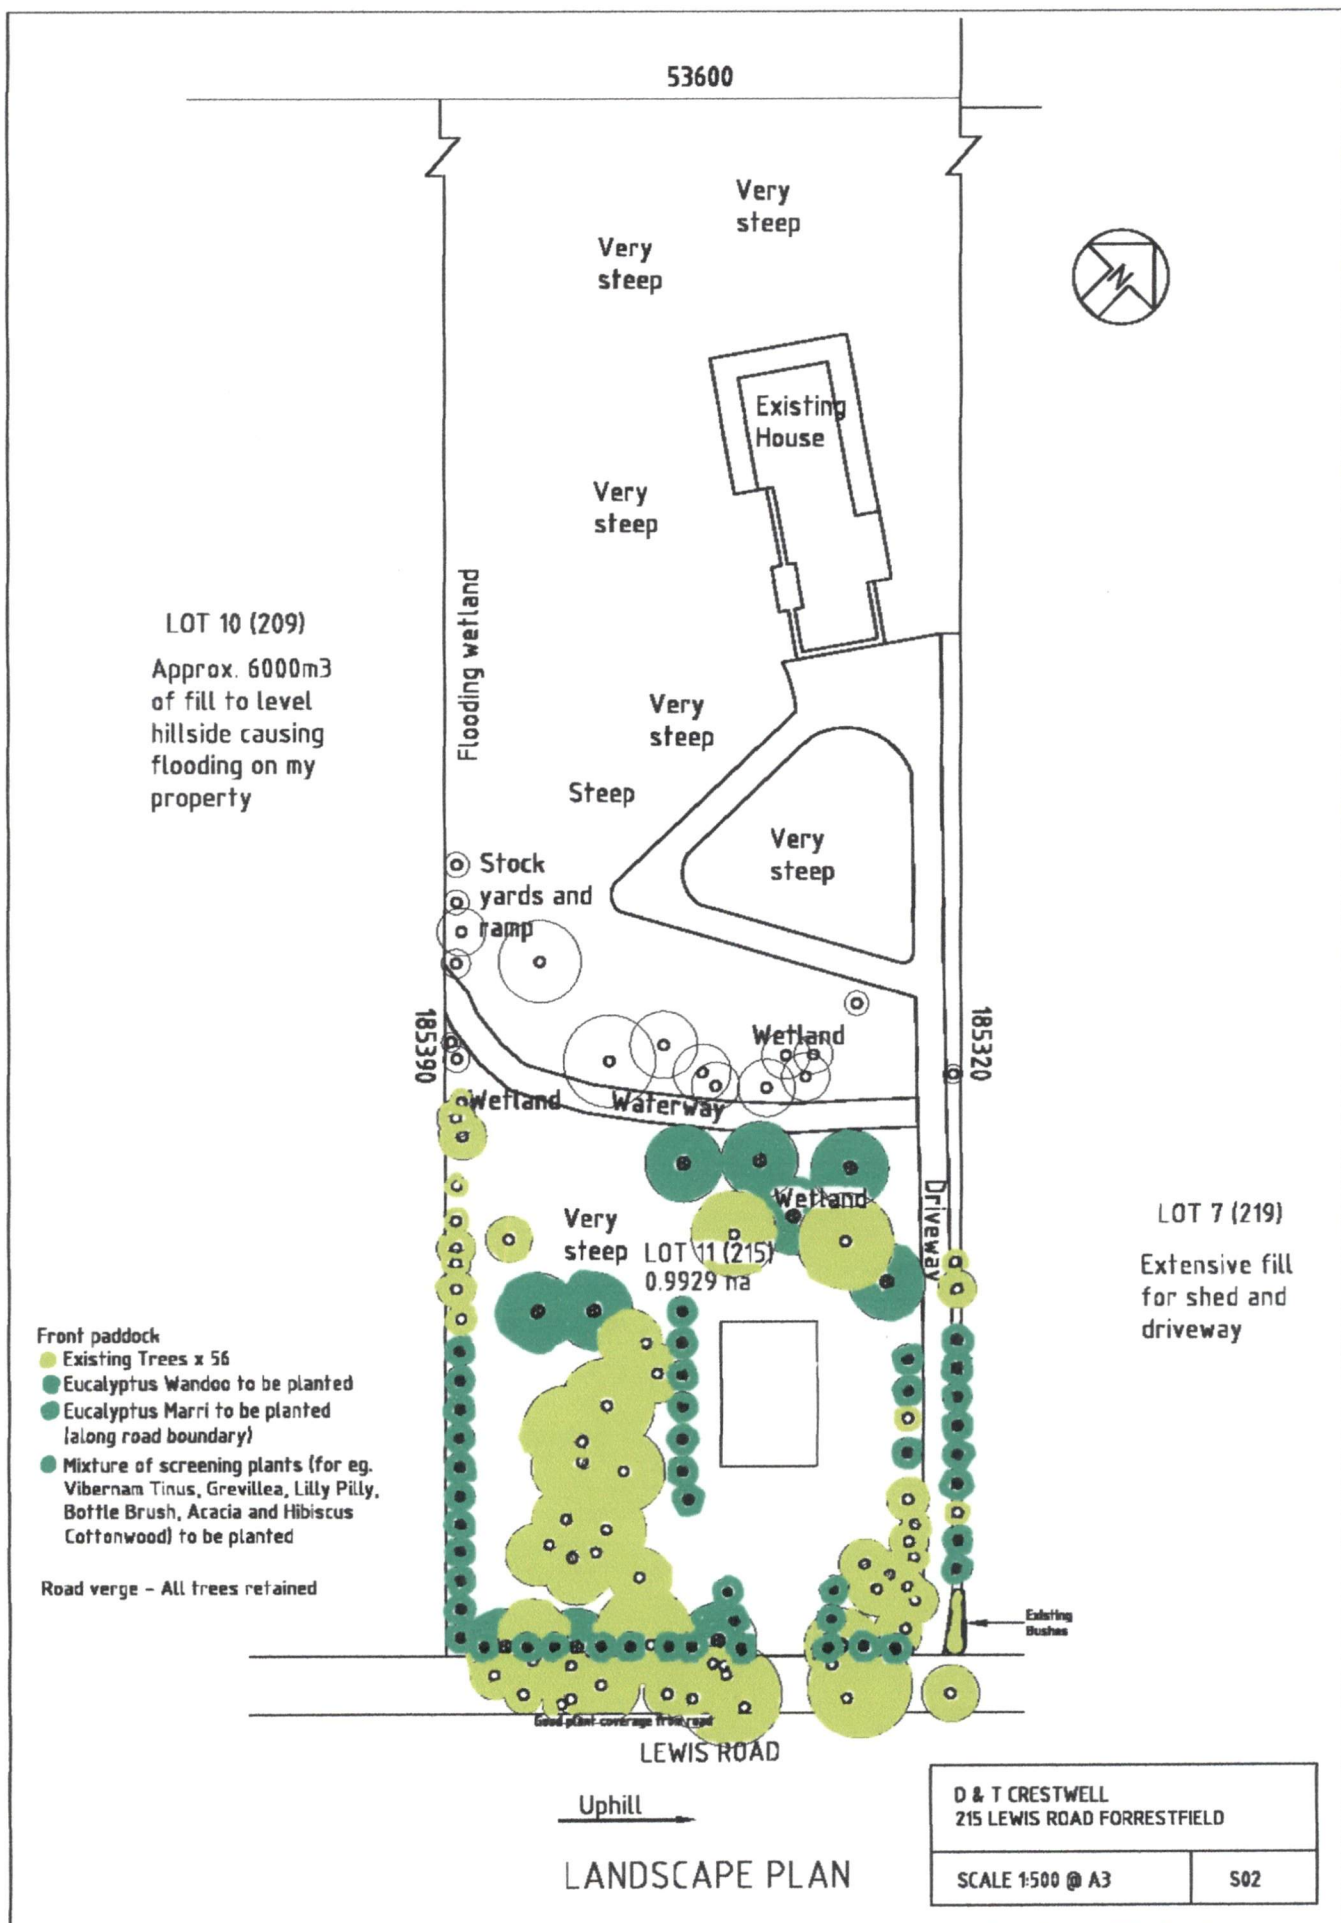 53600
Very
steep
Very
steep
N
Existing
House
Very
steep
LOT 10 (209)
Approx. 6000m3
of fill to level
hillside causing
flooding on my
property
Flooding wetland
Very
steep
Steep
Very
steep
Stock
yards and
ramp
185390
185320
Wetland
Wetland
Waterway
Wetland
Driveway
Very
steep
LOT 11 (215)
0.9929 ha
LOT 7 (219)
Extensive fill
for shed and
driveway
Front paddock
Existing Trees x 56
Eucalyptus Wandoo to be planted
Eucalyptus Marri to be planted
(along road boundary)
Mixture of screening plants (for eg.
Vibernam Tinus, Grevillea, Lilly Pilly,
Bottle Brush, Acacia and Hibiscus
Cottonwood) to be planted
Road verge - All trees retained
Existing
Bushes
Good plant coverage from road
LEWIS ROAD
Uphill
LANDSCAPE PLAN
D & T CRESTWELL
215 LEWIS ROAD FORRESTFIELD
SCALE 1:500 @ A3
S02